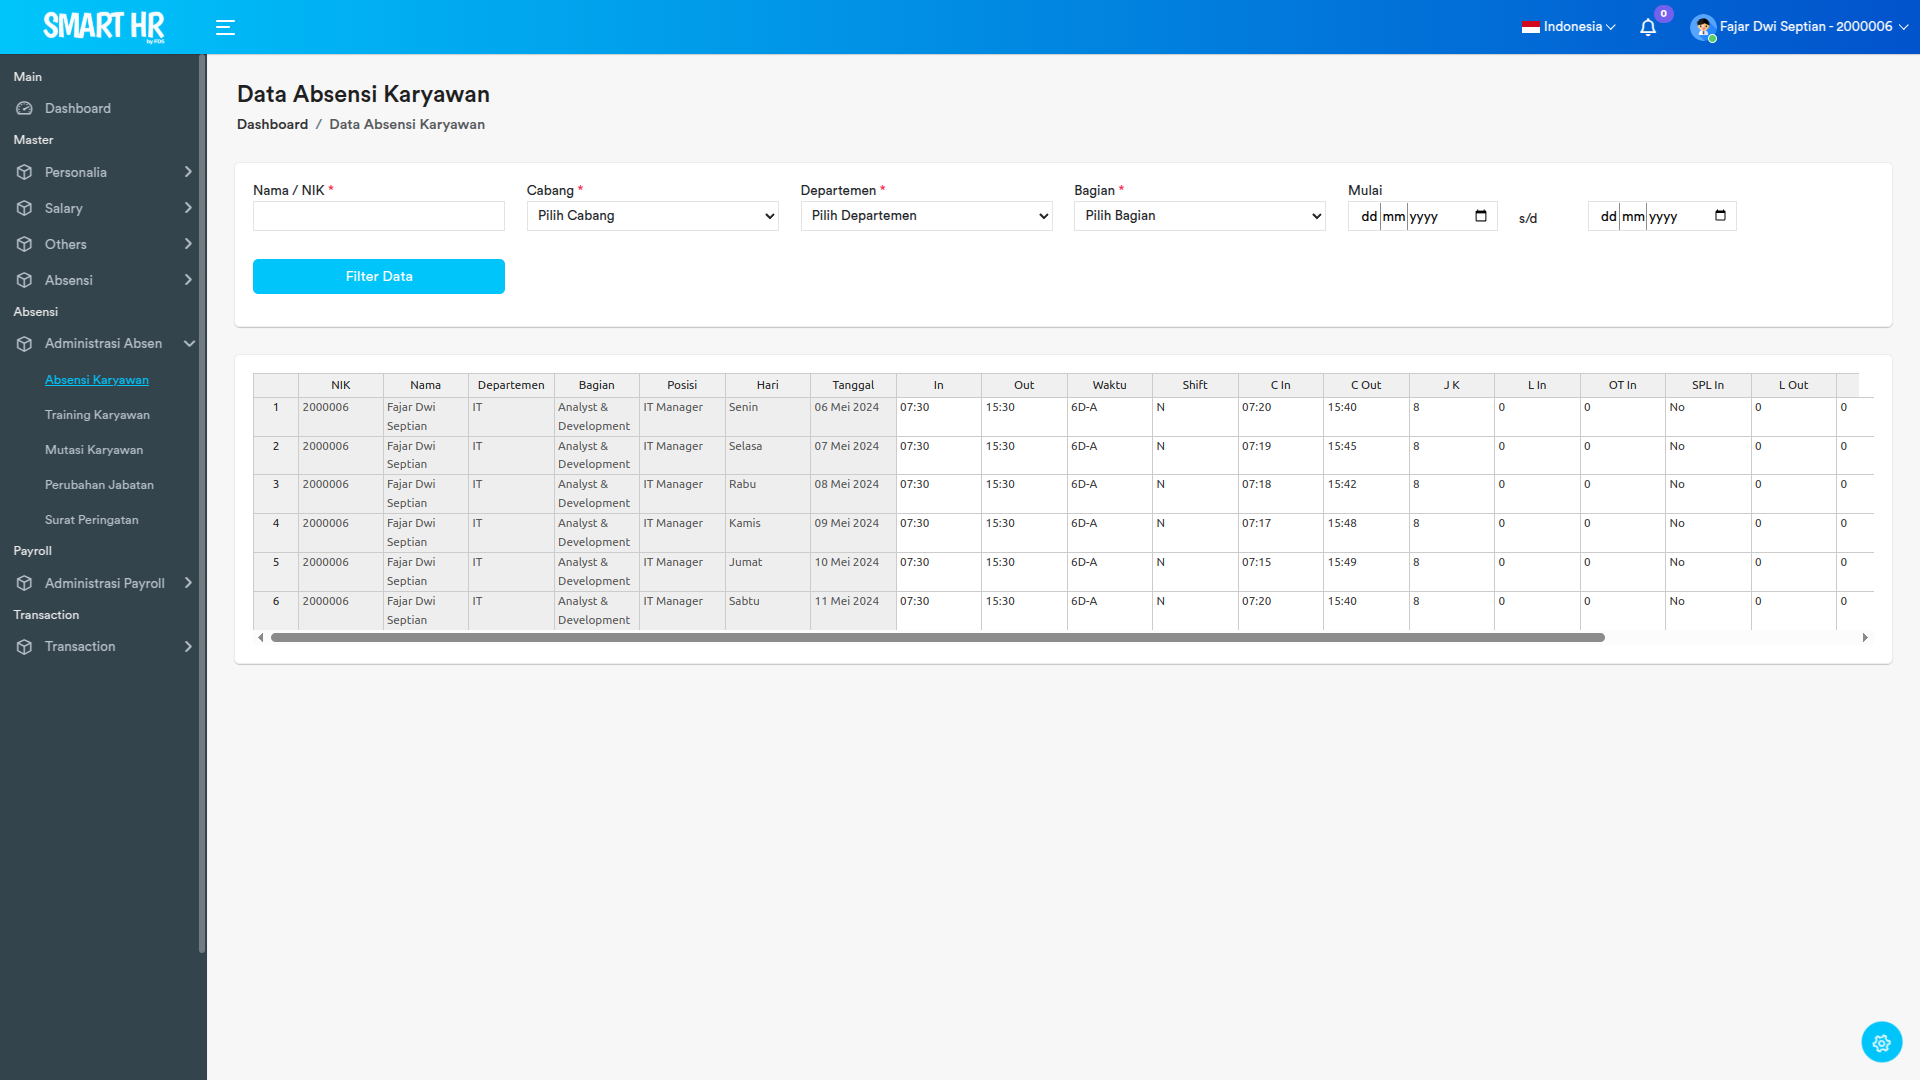 SMART HR
by FDS
Indonesia
0
Fajar Dwi Septian - 2000006
Main
Dashboard
Master
Personalia
Salary
Others
Absensi
Absensi
Administrasi Absen
Absensi Karyawan
Training Karyawan
Mutasi Karyawan
Perubahan Jabatan
Surat Peringatan
Payroll
Administrasi Payroll
Transaction
Transaction
Data Absensi Karyawan
Dashboard / Data Absensi Karyawan
Nama / NIK * Cabang * Departemen * Bagian * Mulai
Pilih Cabang Pilih Departemen Pilih Bagian dd mm yyyy s/d dd mm yyyy
Filter Data
NIK Nama Departemen Bagian Posisi Hari Tanggal In Out Waktu Shift C In C Out J K L In OT In SPL In L Out
1 2000006 Fajar Dwi Septian IT Analyst & Development IT Manager Senin 06 Mei 2024 07:30 15:30 6D-A N 07:20 15:40 8 0 0 No 0 0
2 2000006 Fajar Dwi Septian IT Analyst & Development IT Manager Selasa 07 Mei 2024 07:30 15:30 6D-A N 07:19 15:45 8 0 0 No 0 0
3 2000006 Fajar Dwi Septian IT Analyst & Development IT Manager Rabu 08 Mei 2024 07:30 15:30 6D-A N 07:18 15:42 8 0 0 No 0 0
4 2000006 Fajar Dwi Septian IT Analyst & Development IT Manager Kamis 09 Mei 2024 07:30 15:30 6D-A N 07:17 15:48 8 0 0 No 0 0
5 2000006 Fajar Dwi Septian IT Analyst & Development IT Manager Jumat 10 Mei 2024 07:30 15:30 6D-A N 07:15 15:49 8 0 0 No 0 0
6 2000006 Fajar Dwi Septian IT Analyst & Development IT Manager Sabtu 11 Mei 2024 07:30 15:30 6D-A N 07:20 15:40 8 0 0 No 0 0